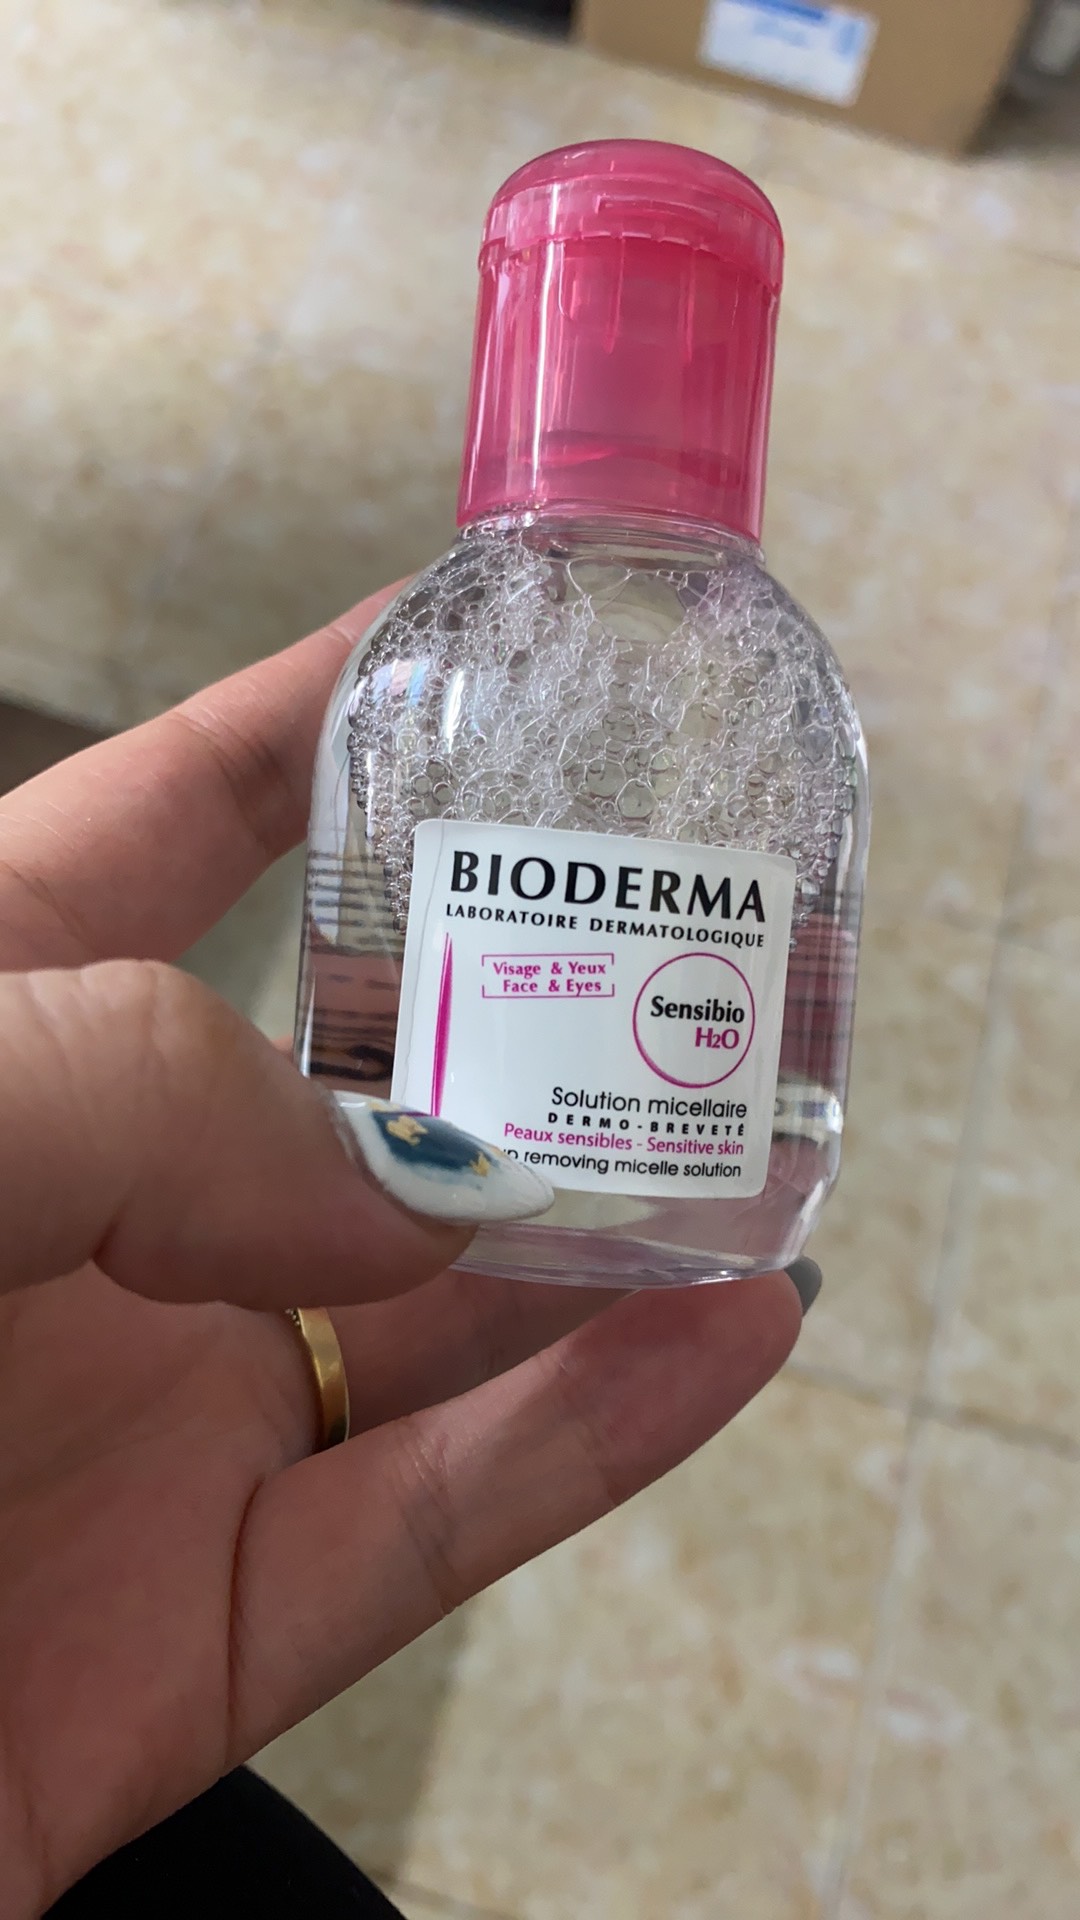 BIODERMA
LABORATOIRE DERMATOLOGIQUE
Visage & Yeux
Face & Eyes
Sensibio
H2O
Solution micellaire
DERMO-BREVETÉ
Peaux sensibles - Sensitive skin
removing micelle solution